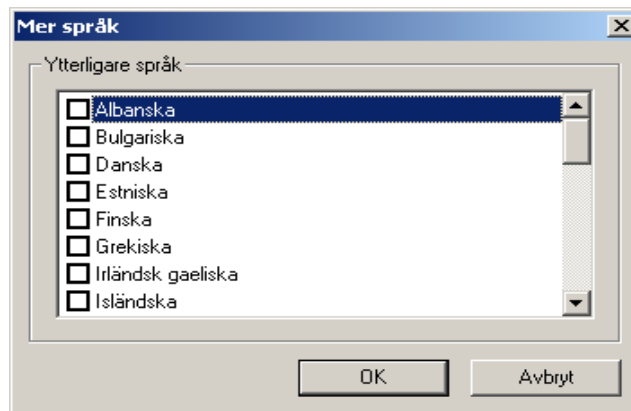 Mer språk
Ytterligare språk
Albanska
Bulgariska
Danska
Estniska
Finska
Grekiska
Irländsk gaeliska
Isländska
OK
Avbryt